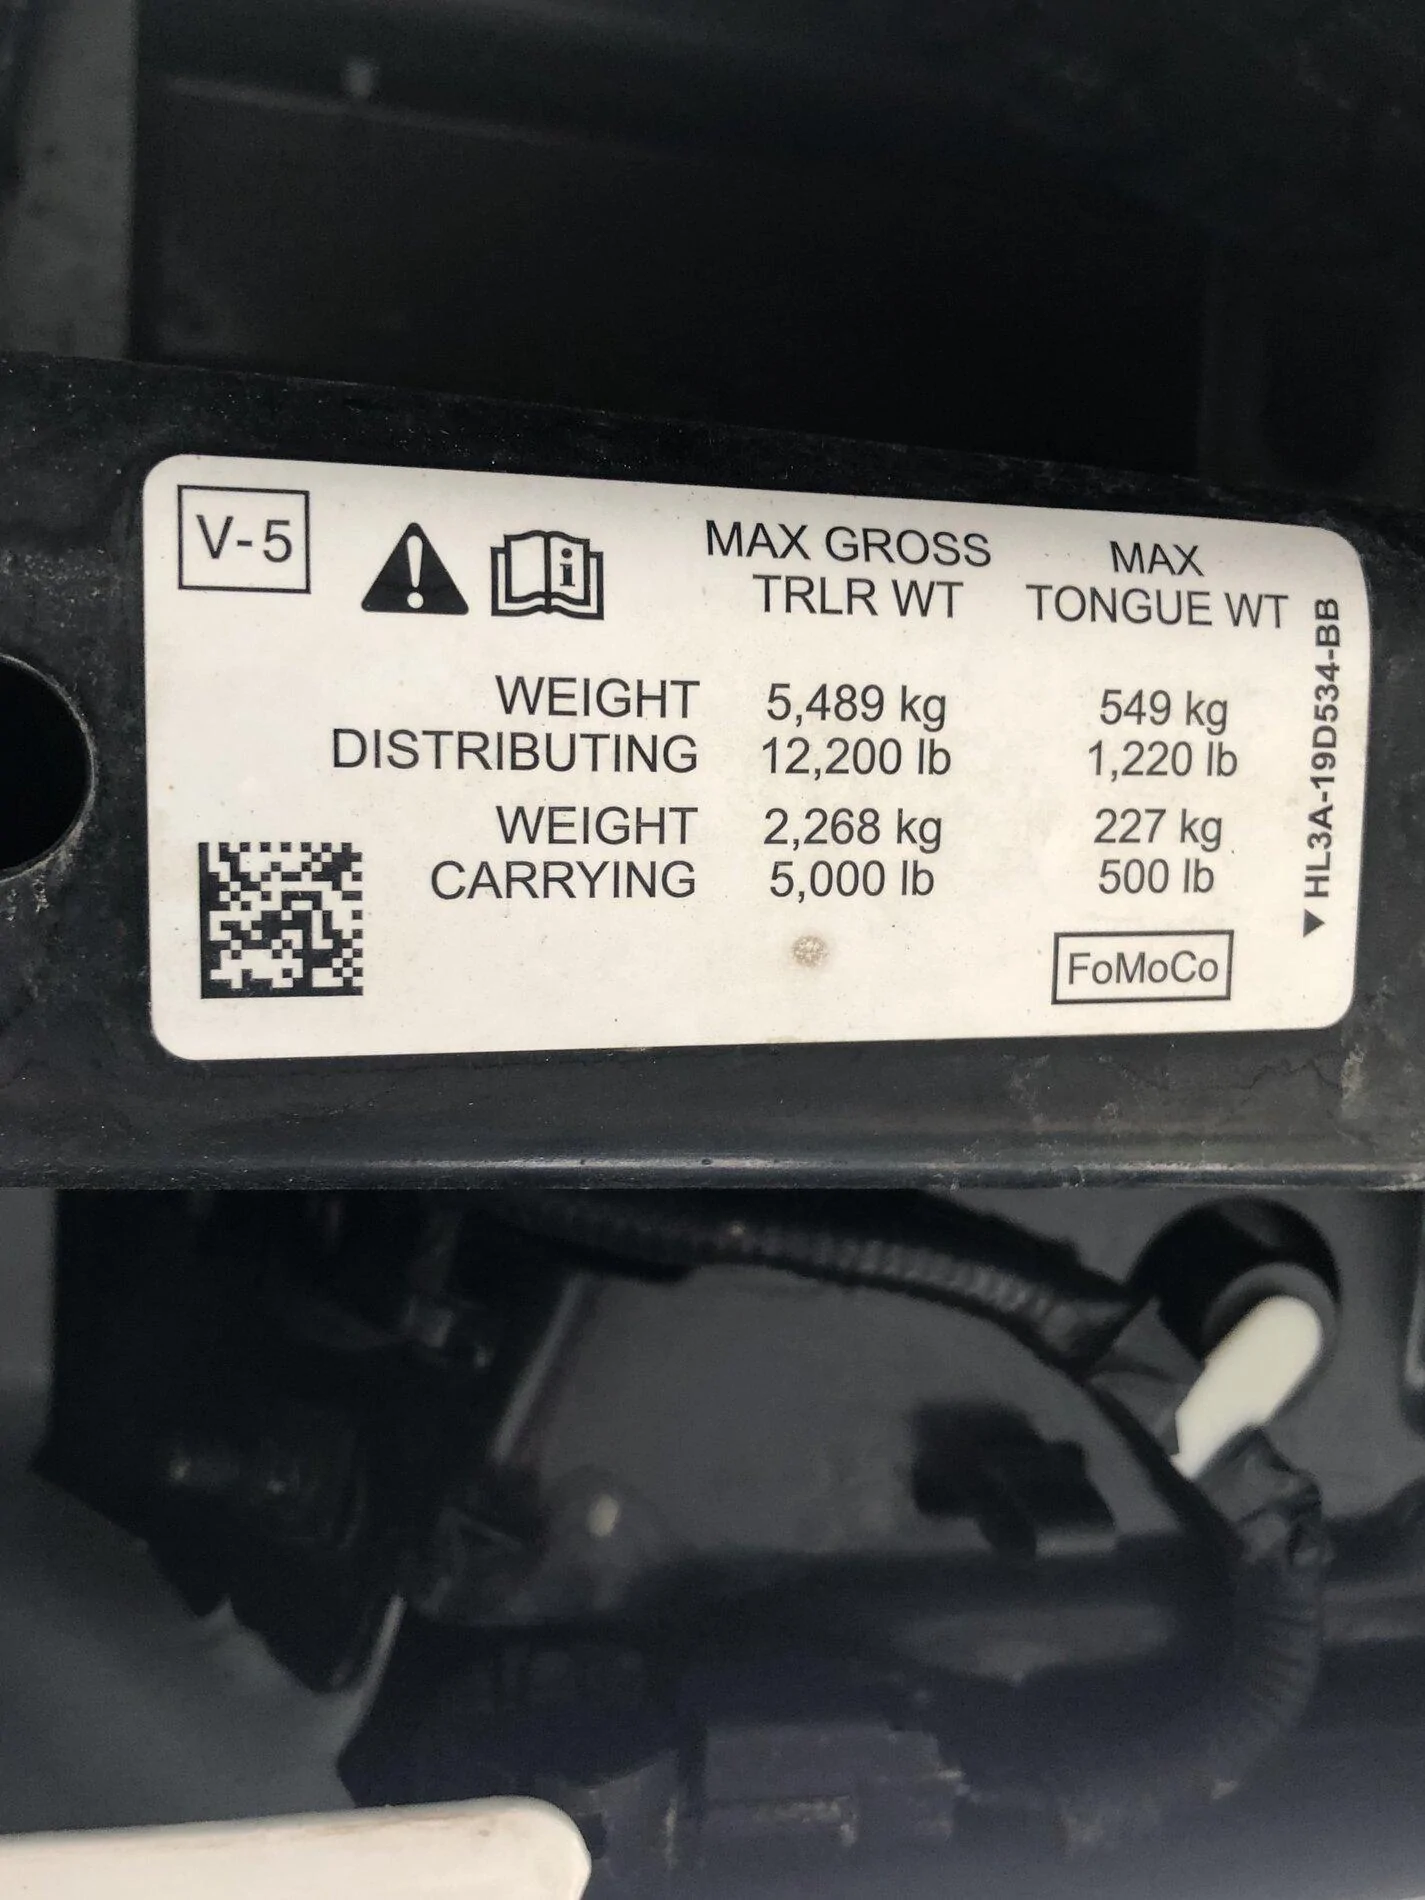 V-5
MAX GROSS
TRLR WT
MAX
TONGUE WT
WEIGHT
DISTRIBUTING
5,489 kg
12,200 lb
549 kg
1,220 lb
WEIGHT
CARRYING
2,268 kg
5,000 lb
227 kg
500 lb
FoMoCo
HL3A-19D534-BB